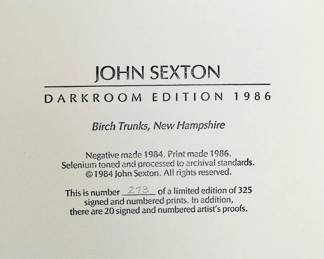 JOHN SEXTON
DARKROOM EDITION 1986
Birch Trunks, New Hampshire
Negative made 1984. Print made 1986.
Selenium toned and processed to archival standards.
© 1984 John Sexton. All rights reserved.
This is number 273 of a limited edition of 325
signed and numbered prints. In addition,
there are 20 signed and numbered artist's proofs.